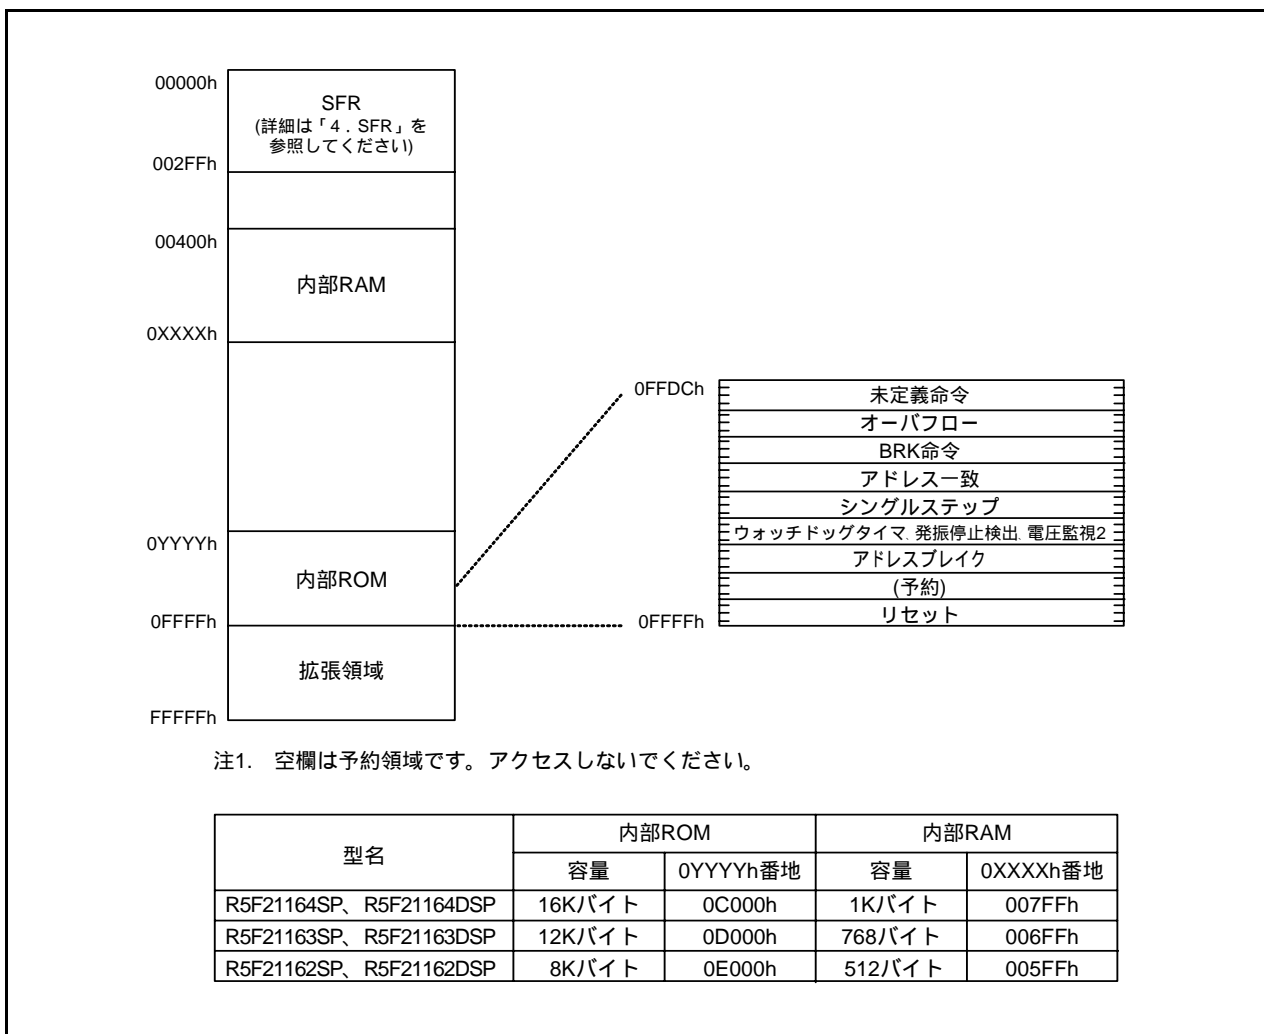 00000h
SFR
(詳細は「4．SFR」を
参照してください)
002FFh
00400h
内部RAM
0XXXXh
0YYYYh
内部ROM
0FFFFh
拡張領域
FFFFFh
0FFDCh
未定義命令
オーバフロー
BRK命令
アドレス一致
シングルステップ
ウォッチドッグタイマ、発振停止検出、電圧監視2
アドレスブレイク
(予約)
リセット
0FFFFh
注1. 空欄は予約領域です。アクセスしないでください。
型名 内部ROM 内部RAM
容量 0YYYYh番地 容量 0XXXXh番地
R5F21164SP、R5F21164DSP 16Kバイト 0C000h 1Kバイト 007FFh
R5F21163SP、R5F21163DSP 12Kバイト 0D000h 768バイト 006FFh
R5F21162SP、R5F21162DSP 8Kバイト 0E000h 512バイト 005FFh